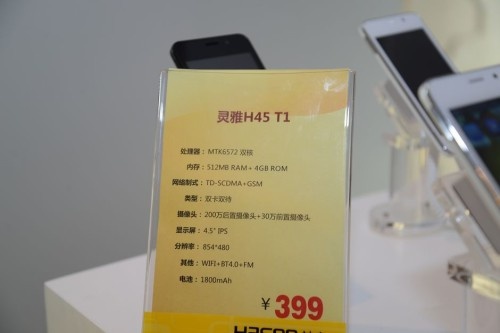 灵雅H45 T1
处理器：MTK6572 双核
内存：512MB RAM+ 4GB ROM
网络制式：TD-SCDMA+GSM
类型：双卡双待
摄像头：200万后置摄像头+30万前置摄像头
显示屏：4.5" IPS
分辨率：854*480
其他：WIFI+BT4.0+FM
电池：1800mAh
￥399